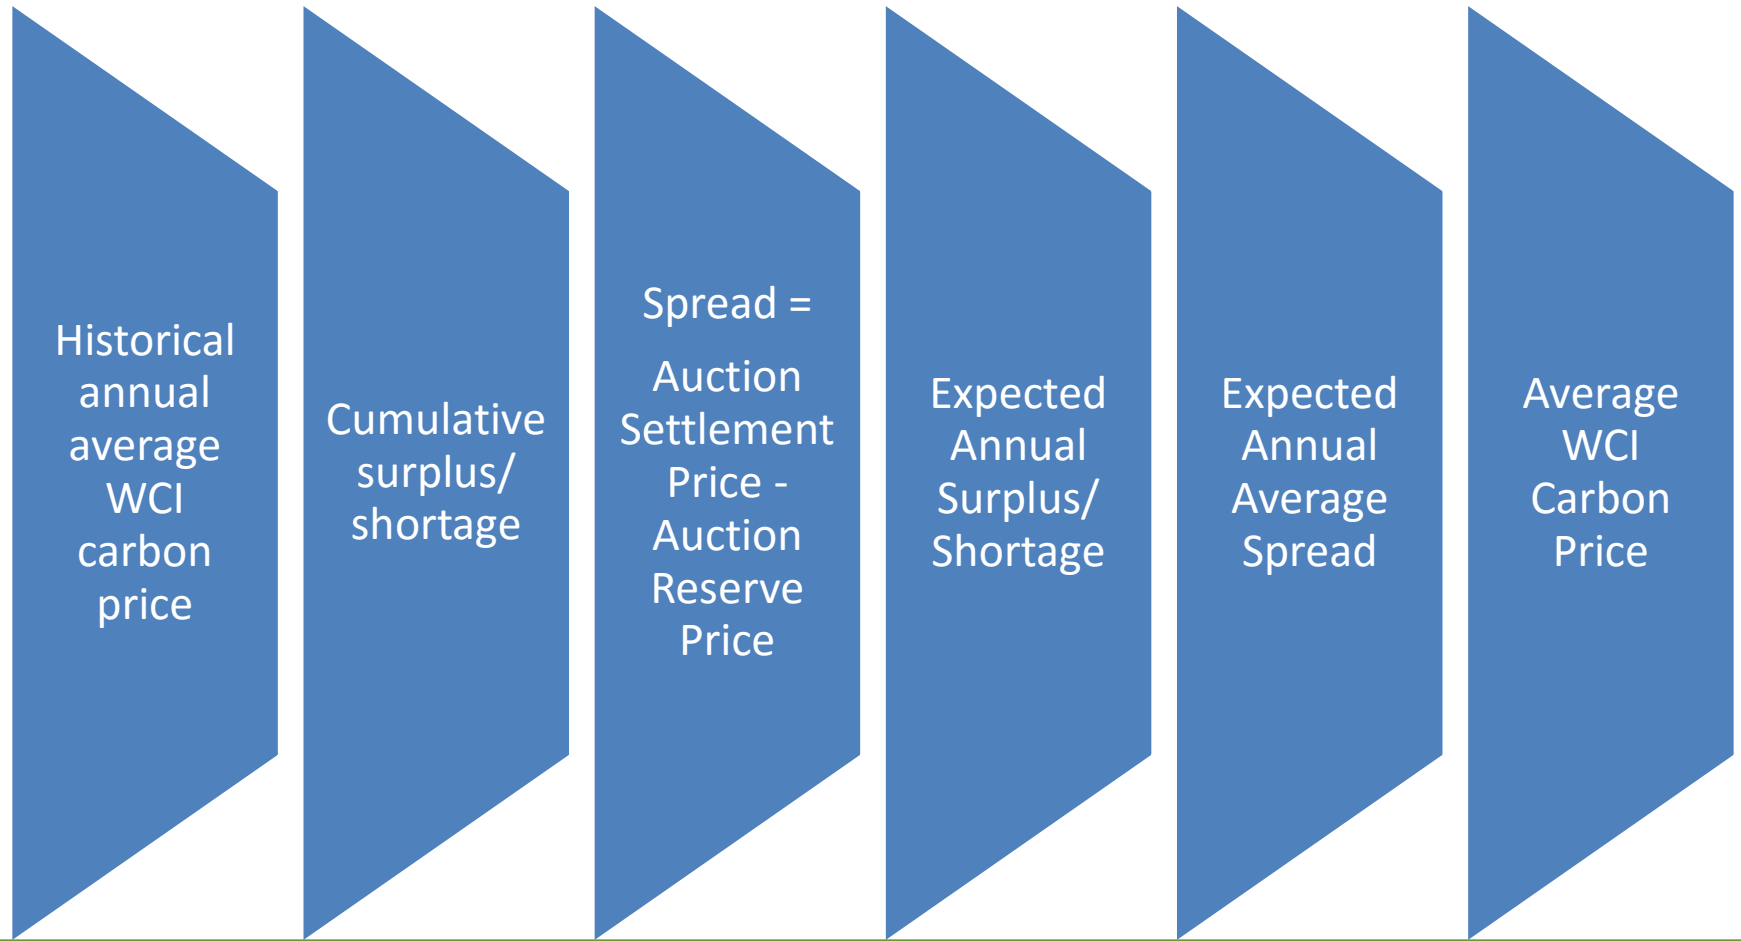 Historical
annual
average
WCI
carbon
price
Cumulative
surplus/
shortage
Spread =
Auction
Settlement
Price -
Auction
Reserve
Price
Expected
Annual
Surplus/
Shortage
Expected
Annual
Average
Spread
Average
WCI
Carbon
Price